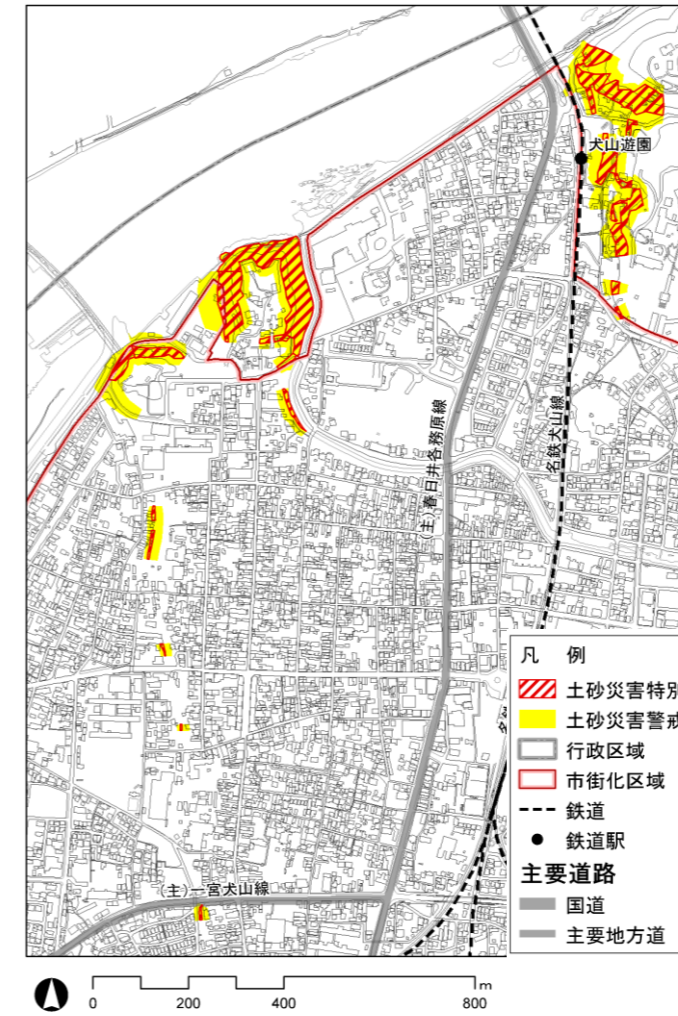 犬山遊園
(主)春日井各務原線
名鉄犬山線
(主)一宮犬山線
凡 例
土砂災害特別
土砂災害警戒
行政区域
市街化区域
鉄道
鉄道駅
主要道路
国道
主要地方道
0 200 400 800
m